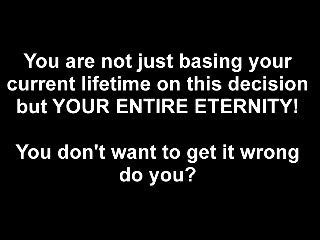 You are not just basing your
current lifetime on this decision
but YOUR ENTIRE ETERNITY!
You don't want to get it wrong
do you?